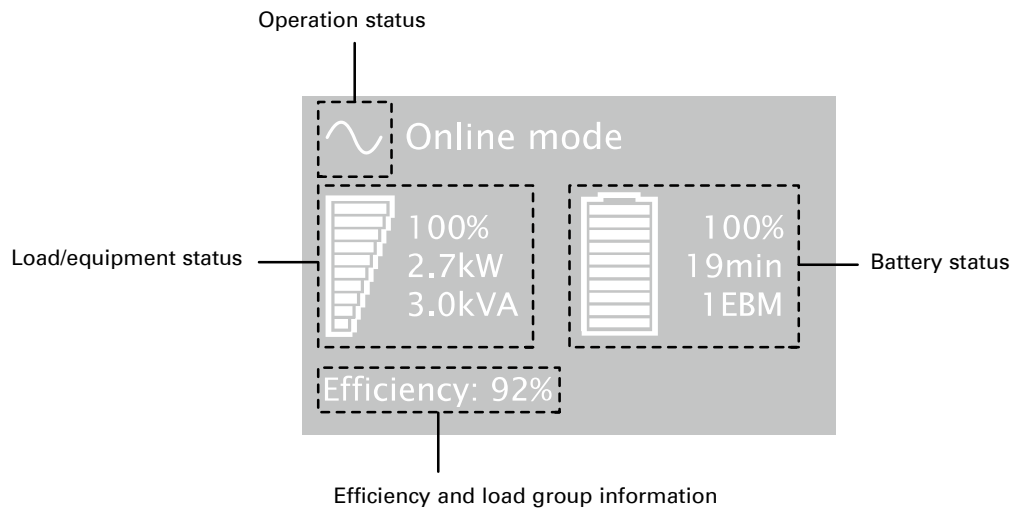 Operation status
Online mode
Load/equipment status
100%
2.7kW
3.0kVA
100%
19min
1EBM
Battery status
Efficiency: 92%
Efficiency and load group information